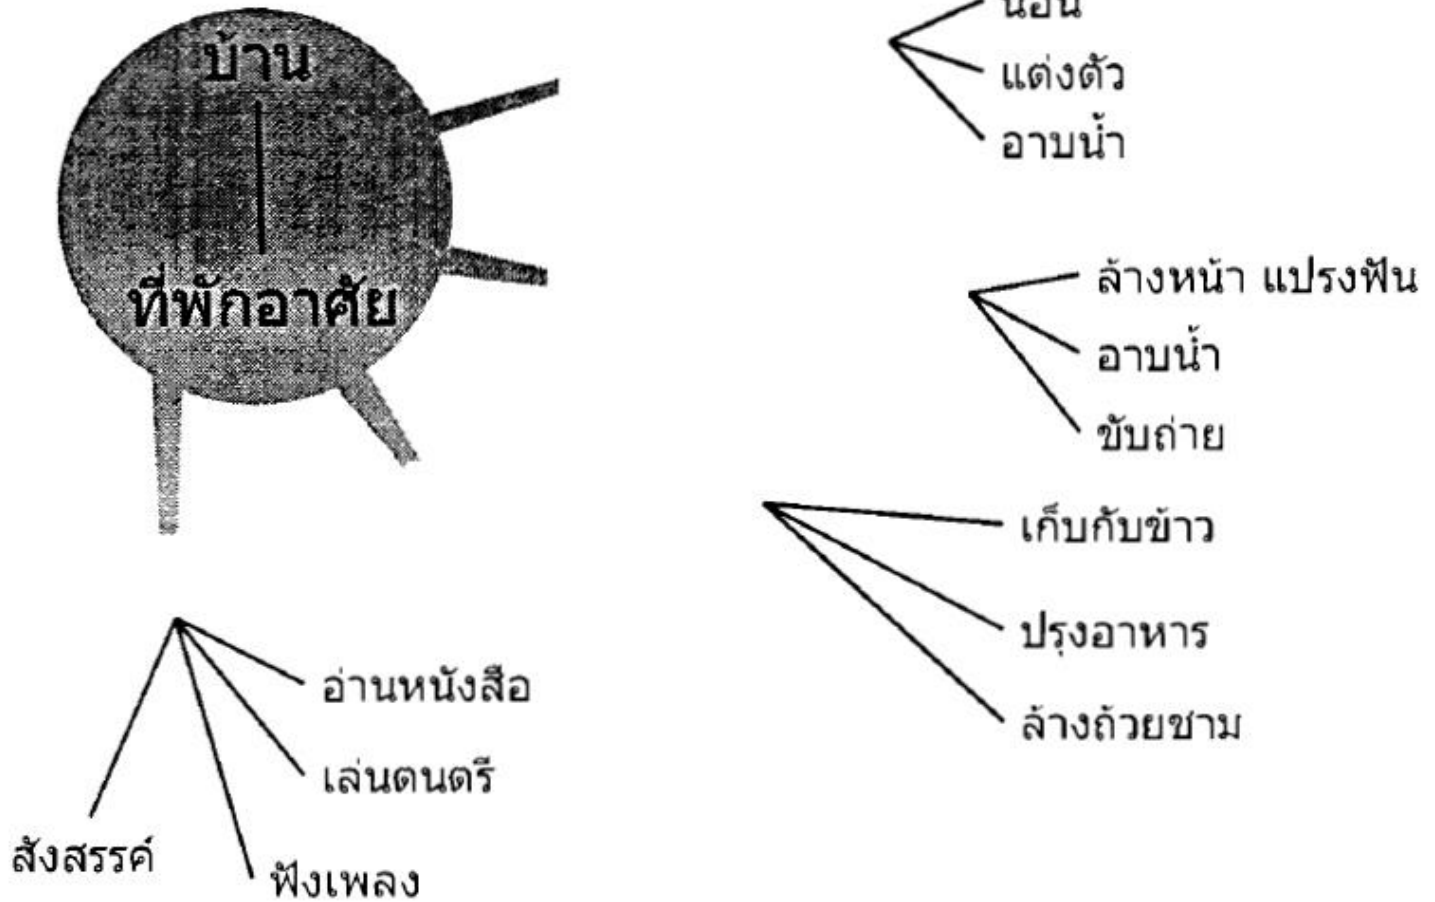 บ้าน
ที่พักอาศัย
นอน
แต่งตัว
อาบน้ำ
ล้างหน้า แปรงฟัน
อาบน้ำ
ขับถ่าย
เก็บกับข้าว
ปรุงอาหาร
ล้างถ้วยชาม
อ่านหนังสือ
เล่นดนตรี
ฟังเพลง
สังสรรค์